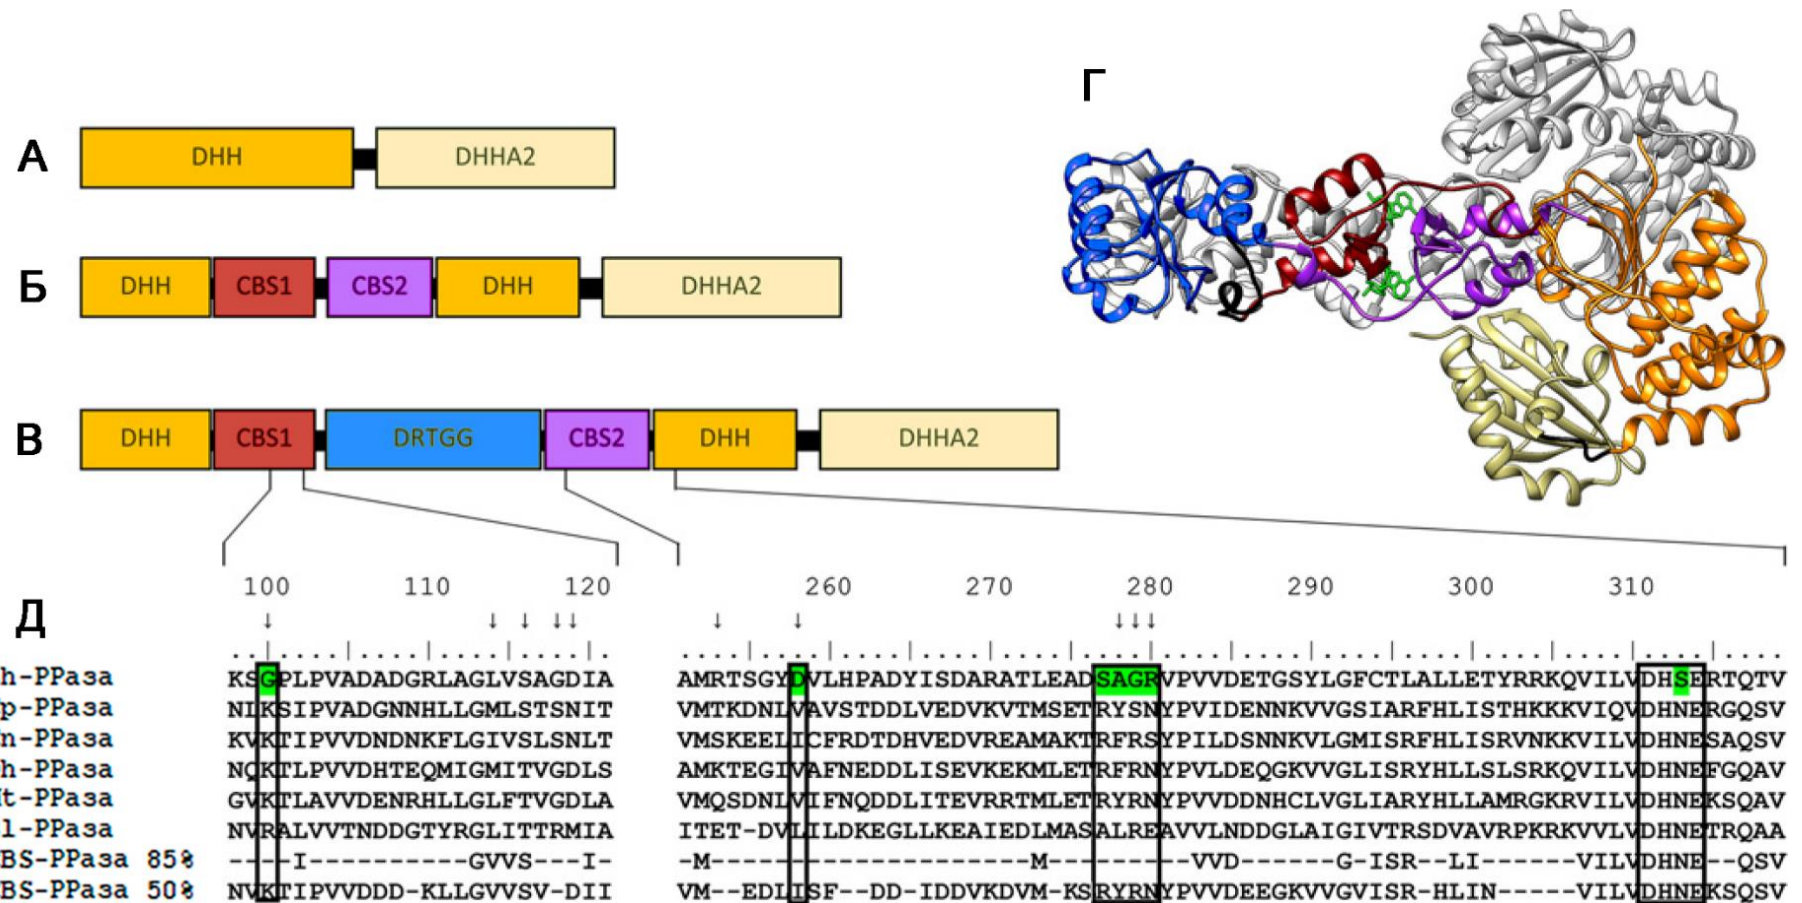 А
DHH
DHHA2
Б
DHH
CBS1
CBS2
DHH
DHHA2
В
DHH
CBS1
DRTGG
CBS2
DHH
DHHA2
Г
Д
100 110 120 260 270 280 290 300 310
h-PPаза KSGPLPVADADGRLAGLVSAGDIA AMRTSGYDVLHPADYISDARATLEADSAGRVPVVDETGSYLGFCTLALLETYRRKQVILVDHSERTQTV
p-PPаза NLKSIPVADGNNHLLGMLSTSNIT VMTKDNLVAVSTDDLVEDVKVTMSETRYSNYPVIDENNKVVGSIARFHLISTHKKKVIQVDHNERGQSV
n-PPаза KVKTIPVVDNDNKFLGIVSLSNLT VMSKEELICFRDTDHVEDVREAMAKTRFRSYPILDSNNKVLGMISRFHLISRVNKKVILVDHNESAQSV
h-PPаза NQKTLPVVDHTEQMIGMITVGDLS AMKTEGIVAFNEDDLISEVKEKMLETRFRNYPVLDEQGKVVGLISRYHLLSLSRKQVILVDHNEFGQAV
t-PPаза GVKTLAVVDENRHLLGLFTVGDLA VMQSDNLVIFNQDDLITEVRRTMLETRYRNYPVVDDNHCLVGLIARYHLLAMRGKRVILVDHNEKSQAV
l-PPаза NVRALVVTNDDGTYRGLITTRMIA ITET-DVLILDKEGLLKEAIEDLMASALREAVVLNDDGLAIGIVTRSDVAVRPRKRVVLVDHNETRQAA
BS-PPаза 85% ----I----------GVVS---I- -M--------------------M---------VVD------G-ISR--LI------VILVDHNE--QSV
BS-PPаза 50% NVKTIPVVDDD-KLLGVVSV-DII VM--EDLISF--DD-IDDVKDVM-KSRYRNYPVVDEEGKVVGVISR-HLIN-----VILVDHNEKSQSV